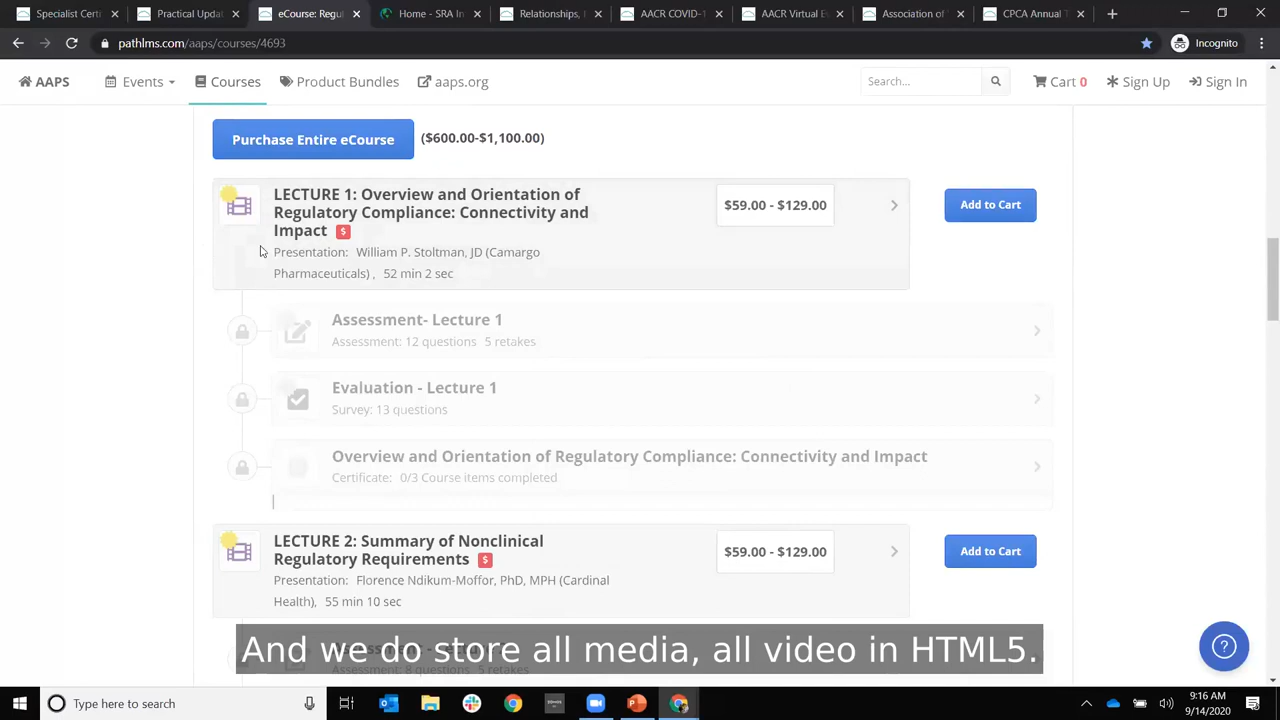 Specialist Certi
Practical Upda
eCourse: Regu
Home - SRA In
Relationships,
AACR COVID-1
AACR Virtual E
Association of
CPCA Annual T
pathlms.com/aaps/courses/4693
Incognito
AAPS
Events
Courses
Product Bundles
aaps.org
Search...
Cart 0
Sign Up
Sign In
Purchase Entire eCourse
($600.00-$1,100.00)
LECTURE 1: Overview and Orientation of
Regulatory Compliance: Connectivity and
Impact $
Presentation: William P. Stoltman, JD (Camargo
Pharmaceuticals) , 52 min 2 sec
$59.00 - $129.00
Add to Cart
Assessment- Lecture 1
Assessment: 12 questions 5 retakes
Evaluation - Lecture 1
Survey: 13 questions
Overview and Orientation of Regulatory Compliance: Connectivity and Impact
Certificate: 0/3 Course items completed
LECTURE 2: Summary of Nonclinical
Regulatory Requirements $
Presentation: Florence Ndikum-Moffor, PhD, MPH (Cardinal
Health), 55 min 10 sec
$59.00 - $129.00
Add to Cart
And we do store all media, all video in HTML5.
Assessment: 8 questions 5 retakes
Type here to search
9:16 AM
9/14/2020